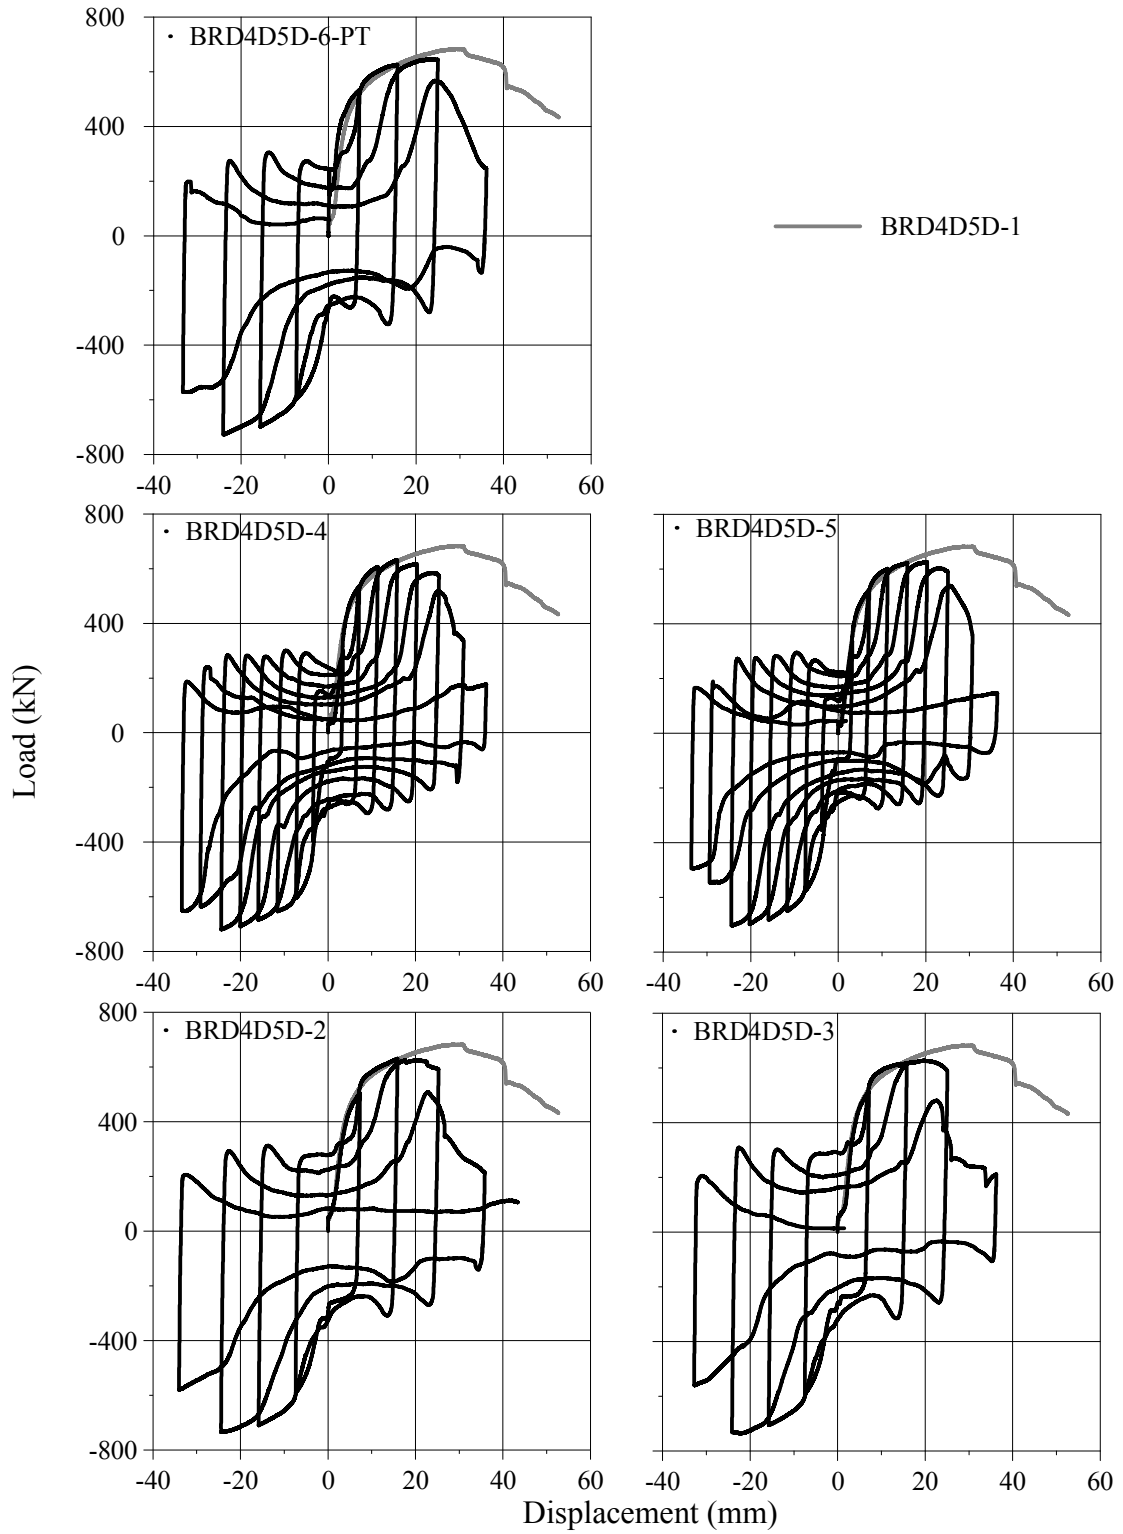 800
400
0
-400
-800
-40 -20 0 20 40 60
· BRD4D5D-6-PT
BRD4D5D-1
800
400
0
-400
-800
-40 -20 0 20 40 60
· BRD4D5D-4
-40 -20 0 20 40 60
· BRD4D5D-5
Load (kN)
800
400
0
-400
-800
-40 -20 0 20 40 60
· BRD4D5D-2
-40 -20 0 20 40 60
· BRD4D5D-3
Displacement (mm)